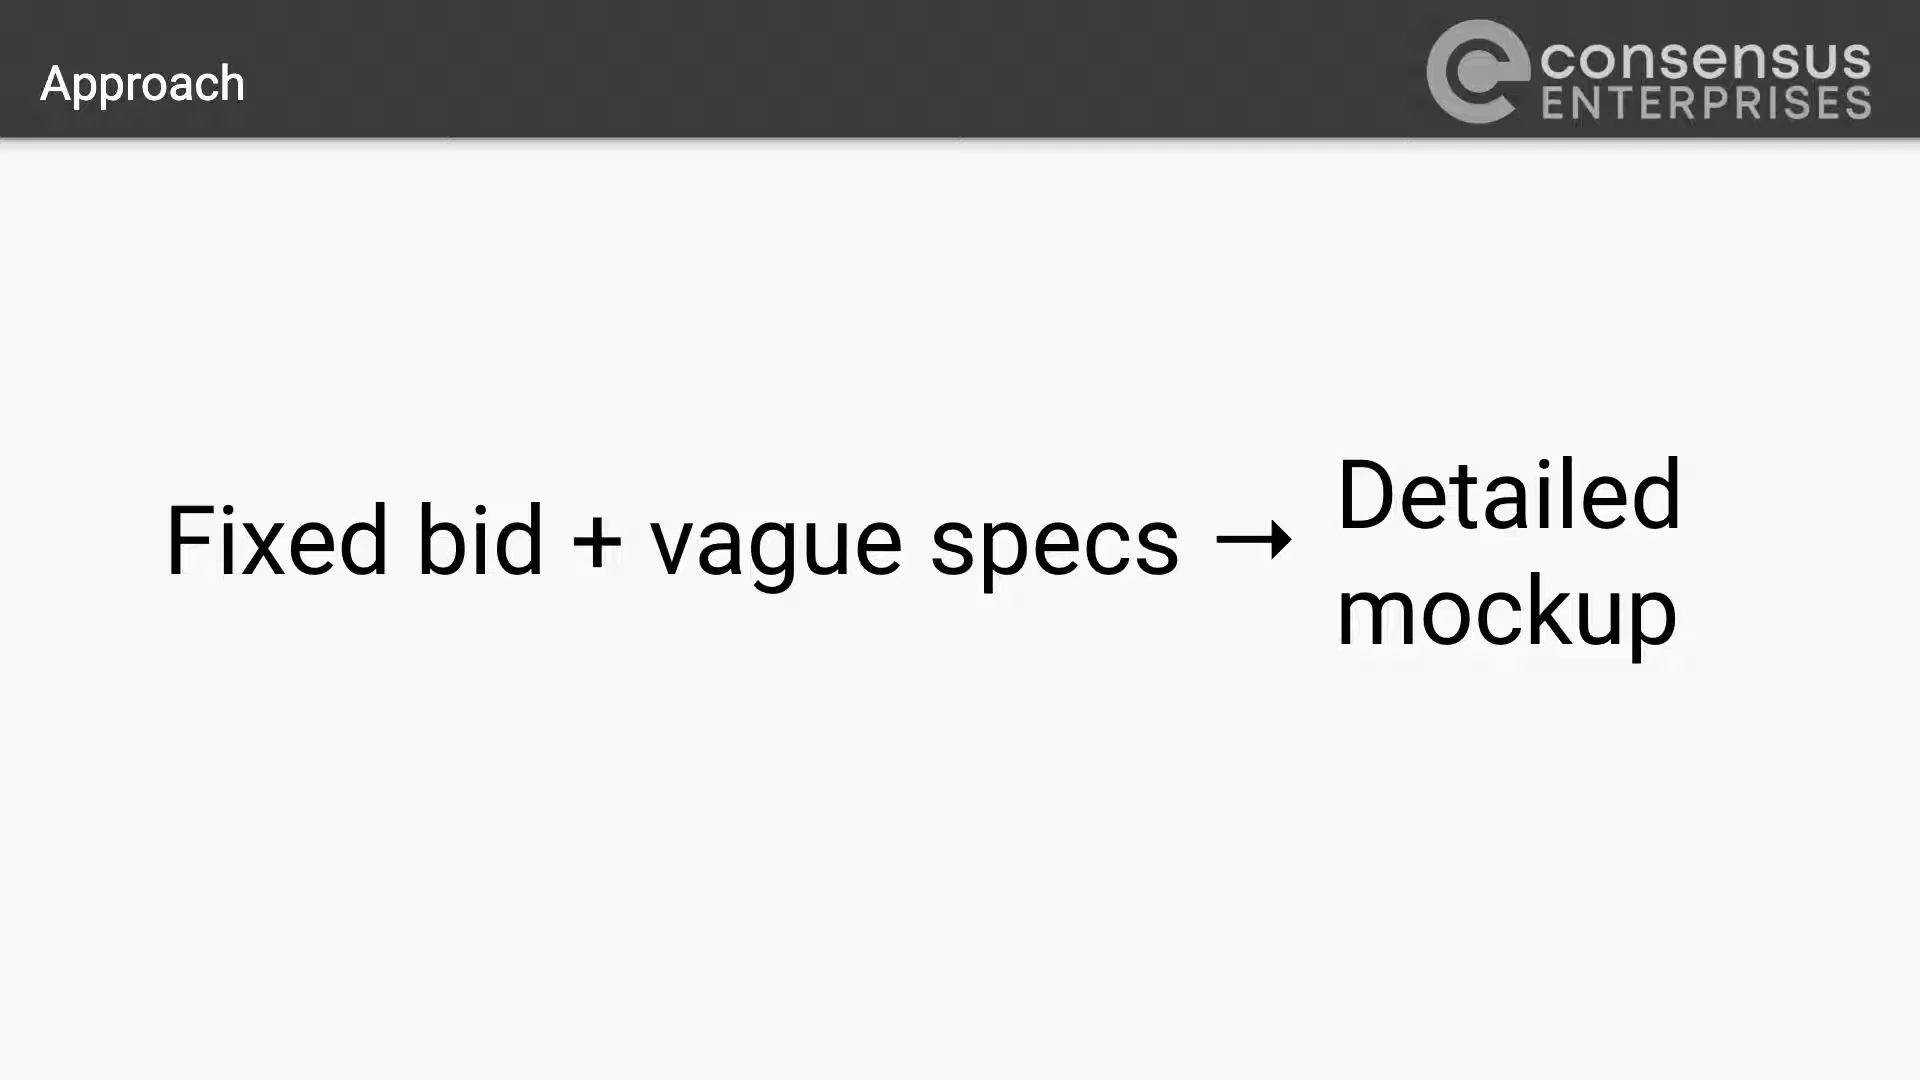 Approach
consensus
ENTERPRISES
Fixed bid + vague specs → Detailed
mockup